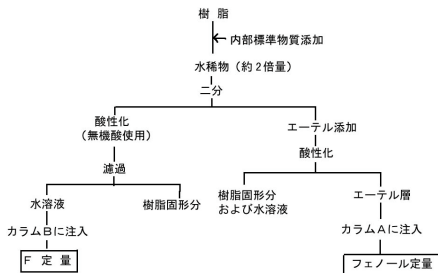 樹脂
内部標準物質添加
水稀物（約2倍量）
二分
酸性化
（無機酸使用）
エーテル添加
酸性化
濾過
水溶液
樹脂固形分
樹脂固形分
および水溶液
エーテル層
カラムBに注入
カラムAに注入
F 定量
フェノール定量